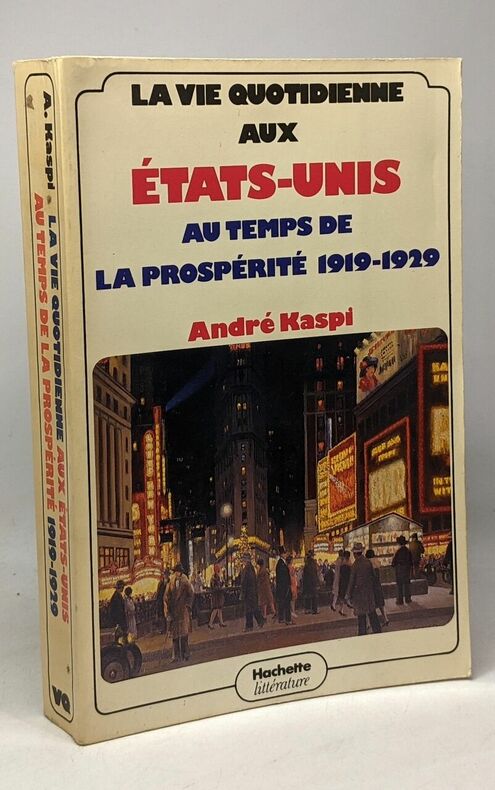 LA VIE QUOTIDIENNE
AUX
ÉTATS-UNIS
AU TEMPS DE
LA PROSPÉRITÉ 1919-1929
André Kaspi
Hachette
littérature
A. Kaspi • LA VIE QUOTIDIENNE AUX ÉTATS-UNIS
AU TEMPS DE LA PROSPÉRITÉ 1919-1929
VQ